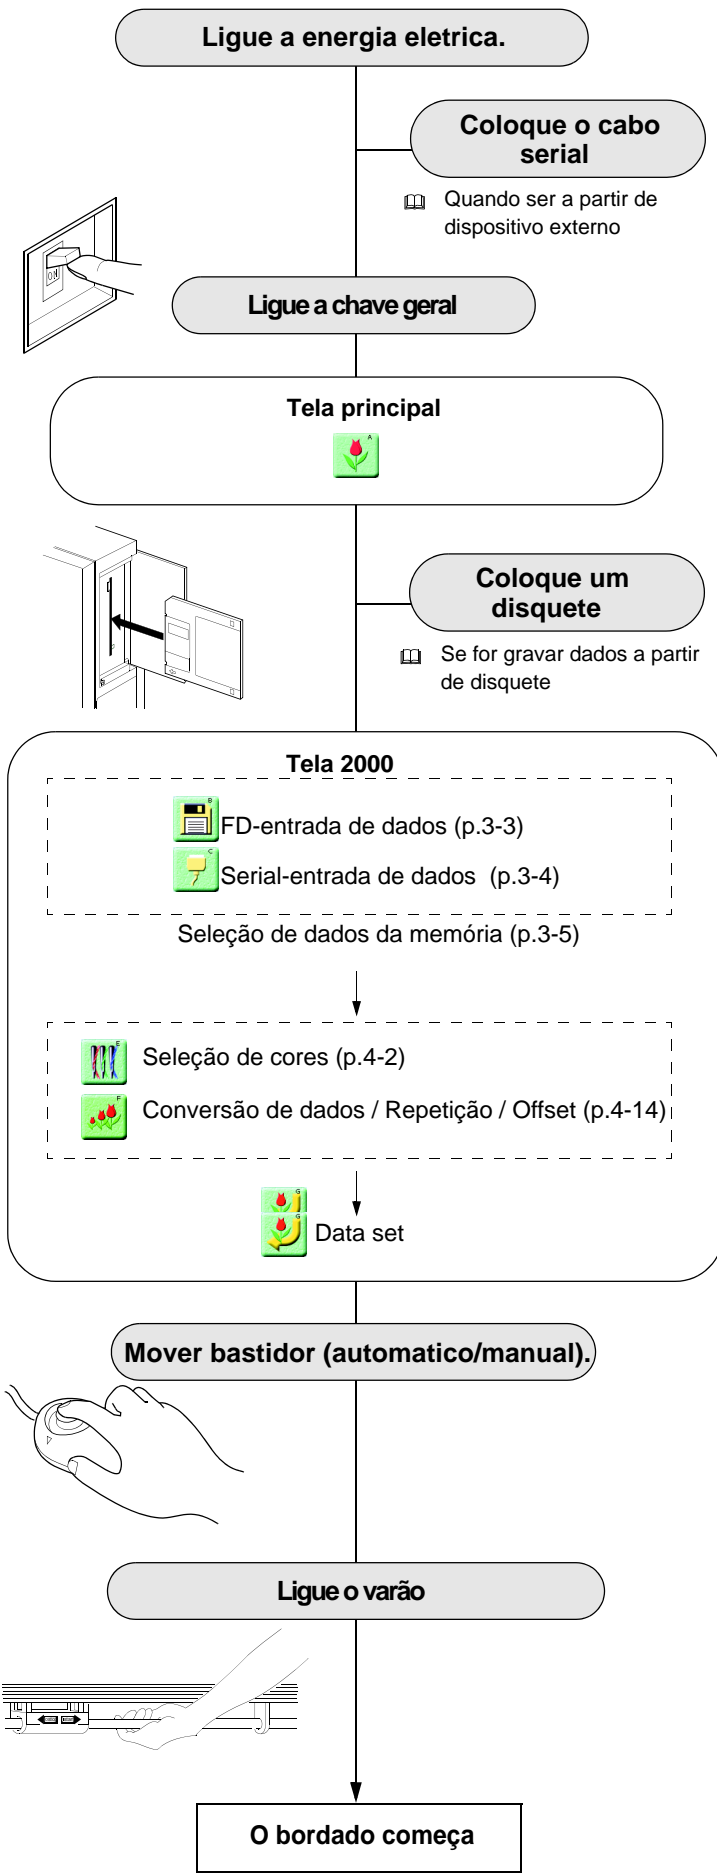 Ligue a energia eletrica.
Coloque o cabo
serial
Quando ser a partir de
dispositivo externo
ON
Ligue a chave geral
Tela principal
A
Coloque um
disquete
Se for gravar dados a partir
de disquete
Tela 2000
B
FD-entrada de dados (p.3-3)
C
Serial-entrada de dados (p.3-4)
Seleção de dados da memória (p.3-5)
E
Seleção de cores (p.4-2)
F
Conversão de dados / Repetição / Offset (p.4-14)
G
G
Data set
Mover bastidor (automatico/manual).
Ligue o varão
O bordado começa